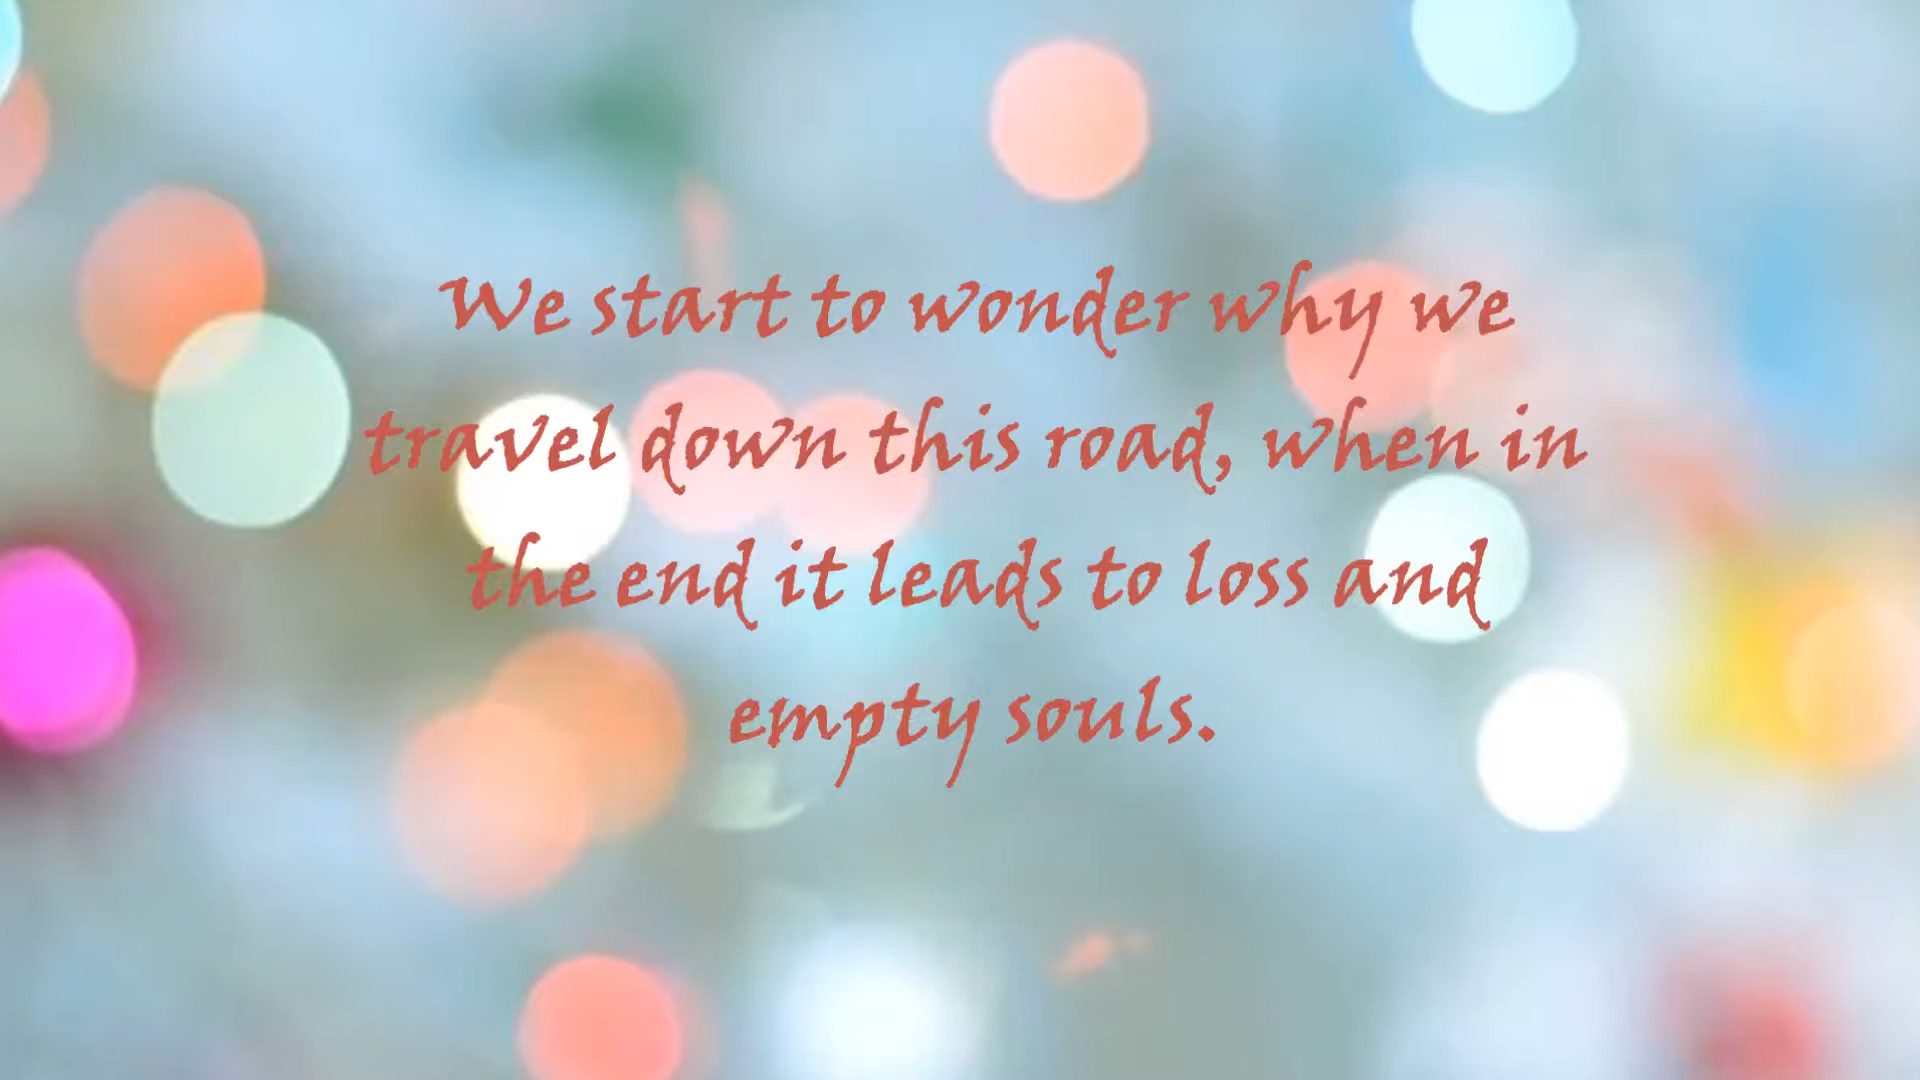 We start to wonder why we
travel down this road, when in
the end it leads to loss and
empty souls.